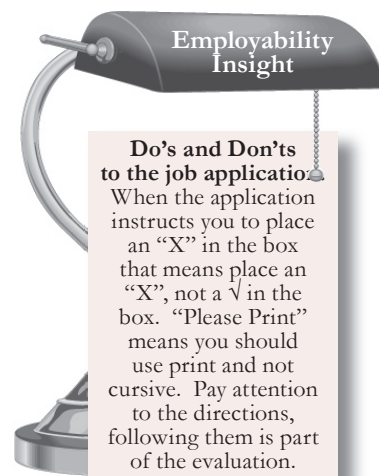 Employability
Insight
Do's and Don'ts
to the job application.
When the application
instructs you to place
an “X” in the box
that means place an
“X”, not a √ in the
box.  “Please Print”
means you should
use print and not
cursive.  Pay attention
to the directions,
following them is part
of the evaluation.